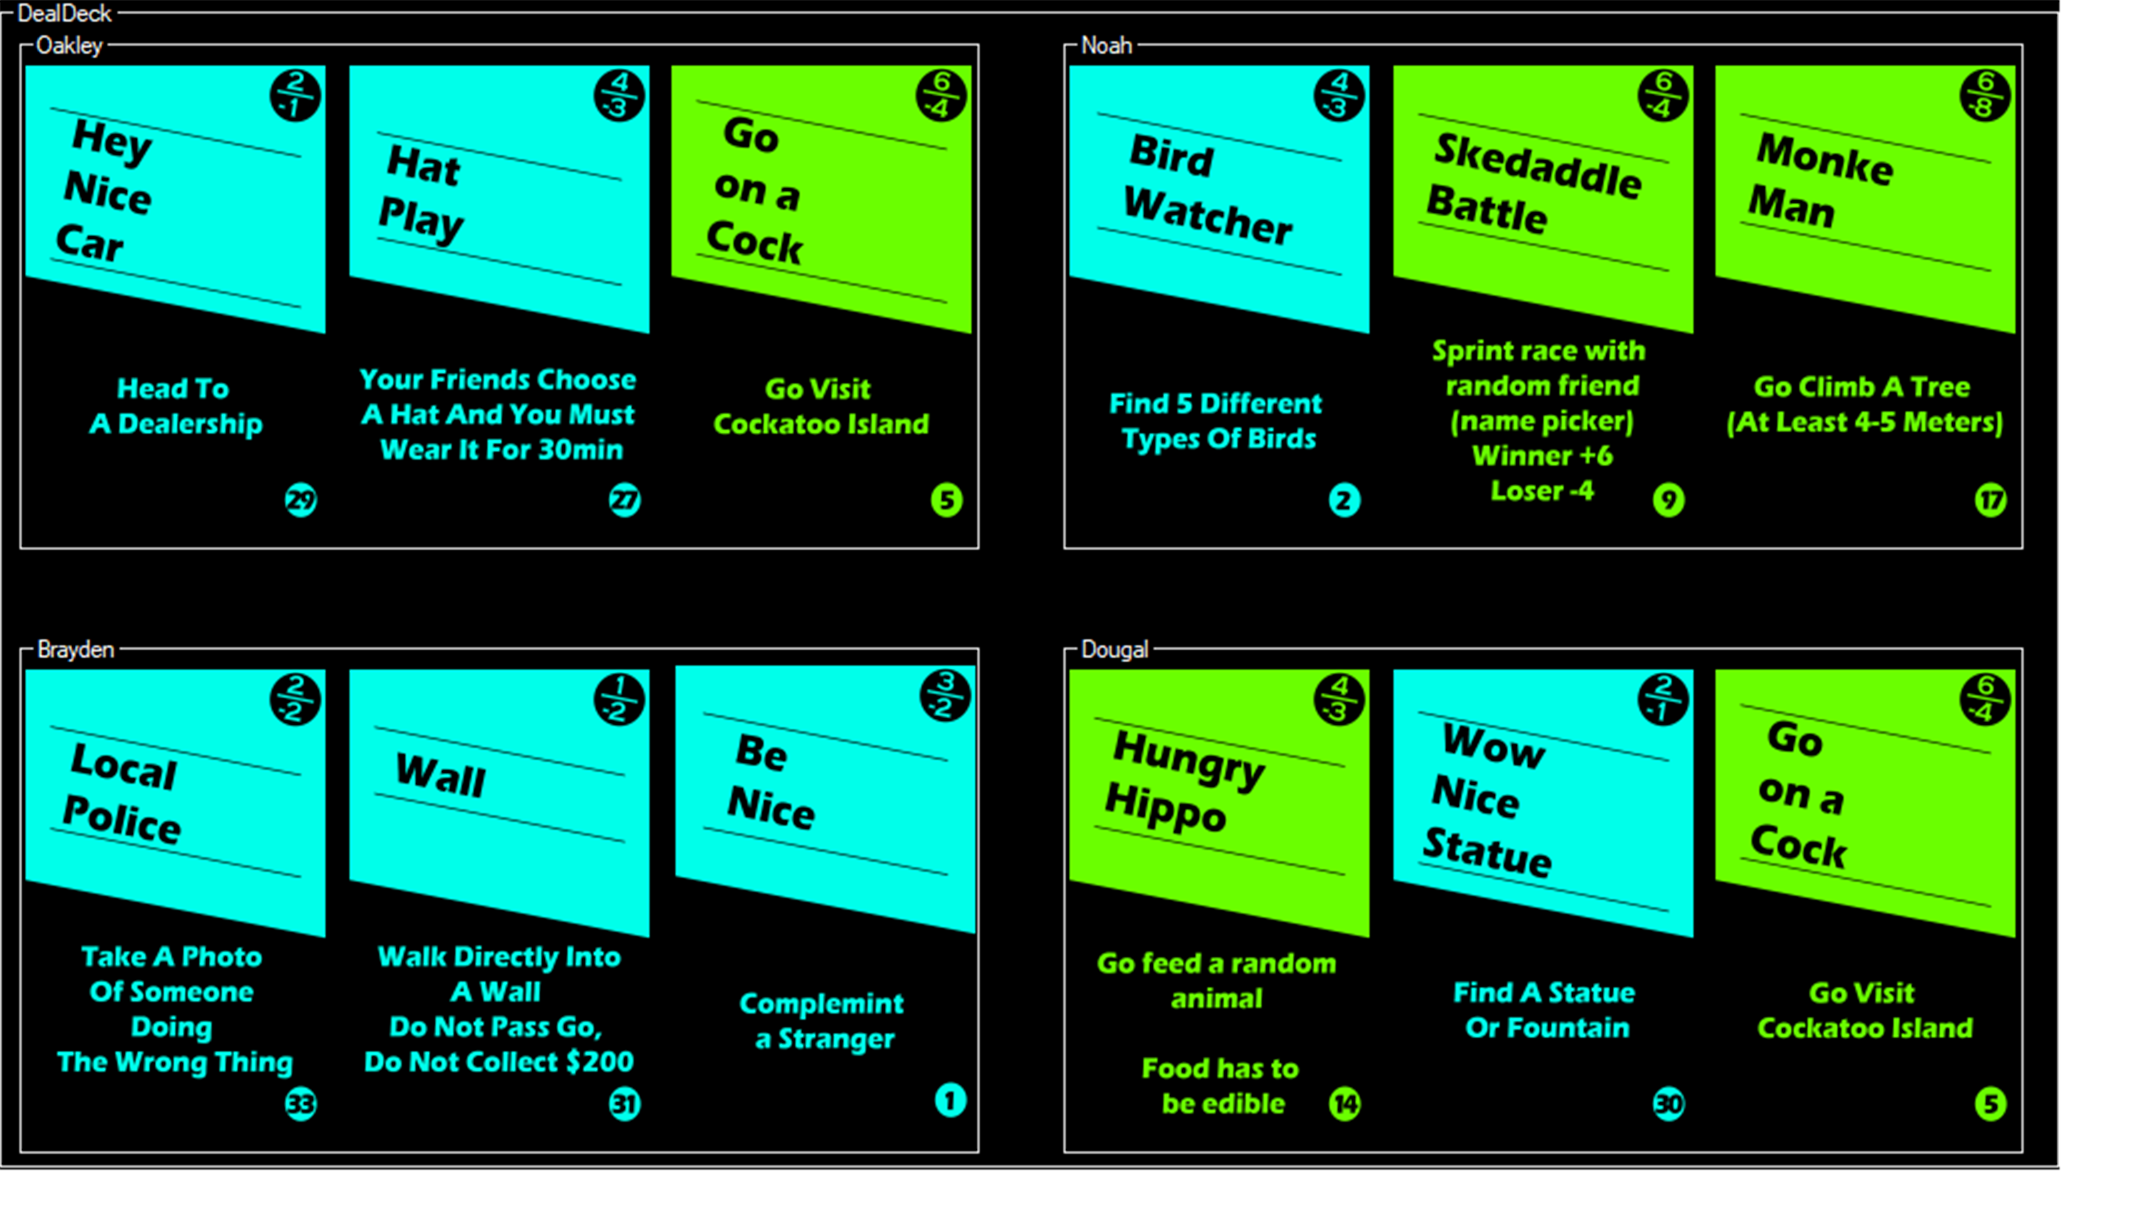 DealDeck
Oakley
2
-1
Hey
Nice
Car
Head To
A Dealership
29
4
-3
Hat
Play
Your Friends Choose
A Hat And You Must
Wear It For 30min
27
6
-4
Go
on a
Cock
Go Visit
Cockatoo Island
5
Noah
4
-3
Bird
Watcher
Find 5 Different
Types Of Birds
2
6
-4
Skedaddle
Battle
Sprint race with
random friend
(name picker)
Winner +6
Loser -4
9
6
-8
Monke
Man
Go Climb A Tree
(At Least 4-5 Meters)
17
Brayden
2
-2
Local
Police
Take A Photo
Of Someone
Doing
The Wrong Thing
33
1
-2
Wall
Walk Directly Into
A Wall
Do Not Pass Go,
Do Not Collect $200
31
3
-2
Be
Nice
Complemint
a Stranger
1
Dougal
4
-3
Hungry
Hippo
Go feed a random
animal
Food has to
be edible
14
2
-1
Wow
Nice
Statue
Find A Statue
Or Fountain
30
6
-4
Go
on a
Cock
Go Visit
Cockatoo Island
5